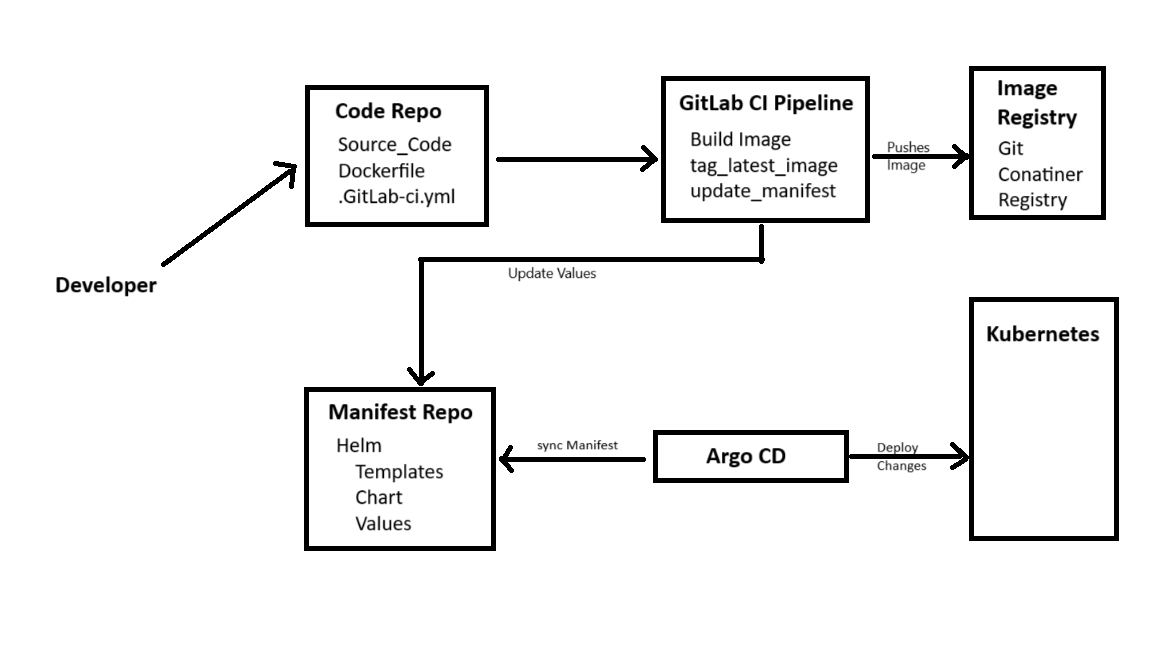 Code Repo
Source_Code
Dockerfile
.GitLab-ci.yml
GitLab CI Pipeline
Build Image
tag_latest_image
update_manifest
Pushes
Image
Image
Registry
Git
Conatiner
Registry
Developer
Update Values
Manifest Repo
Helm
Templates
Chart
Values
sync Manifest
Argo CD
Deploy
Changes
Kubernetes